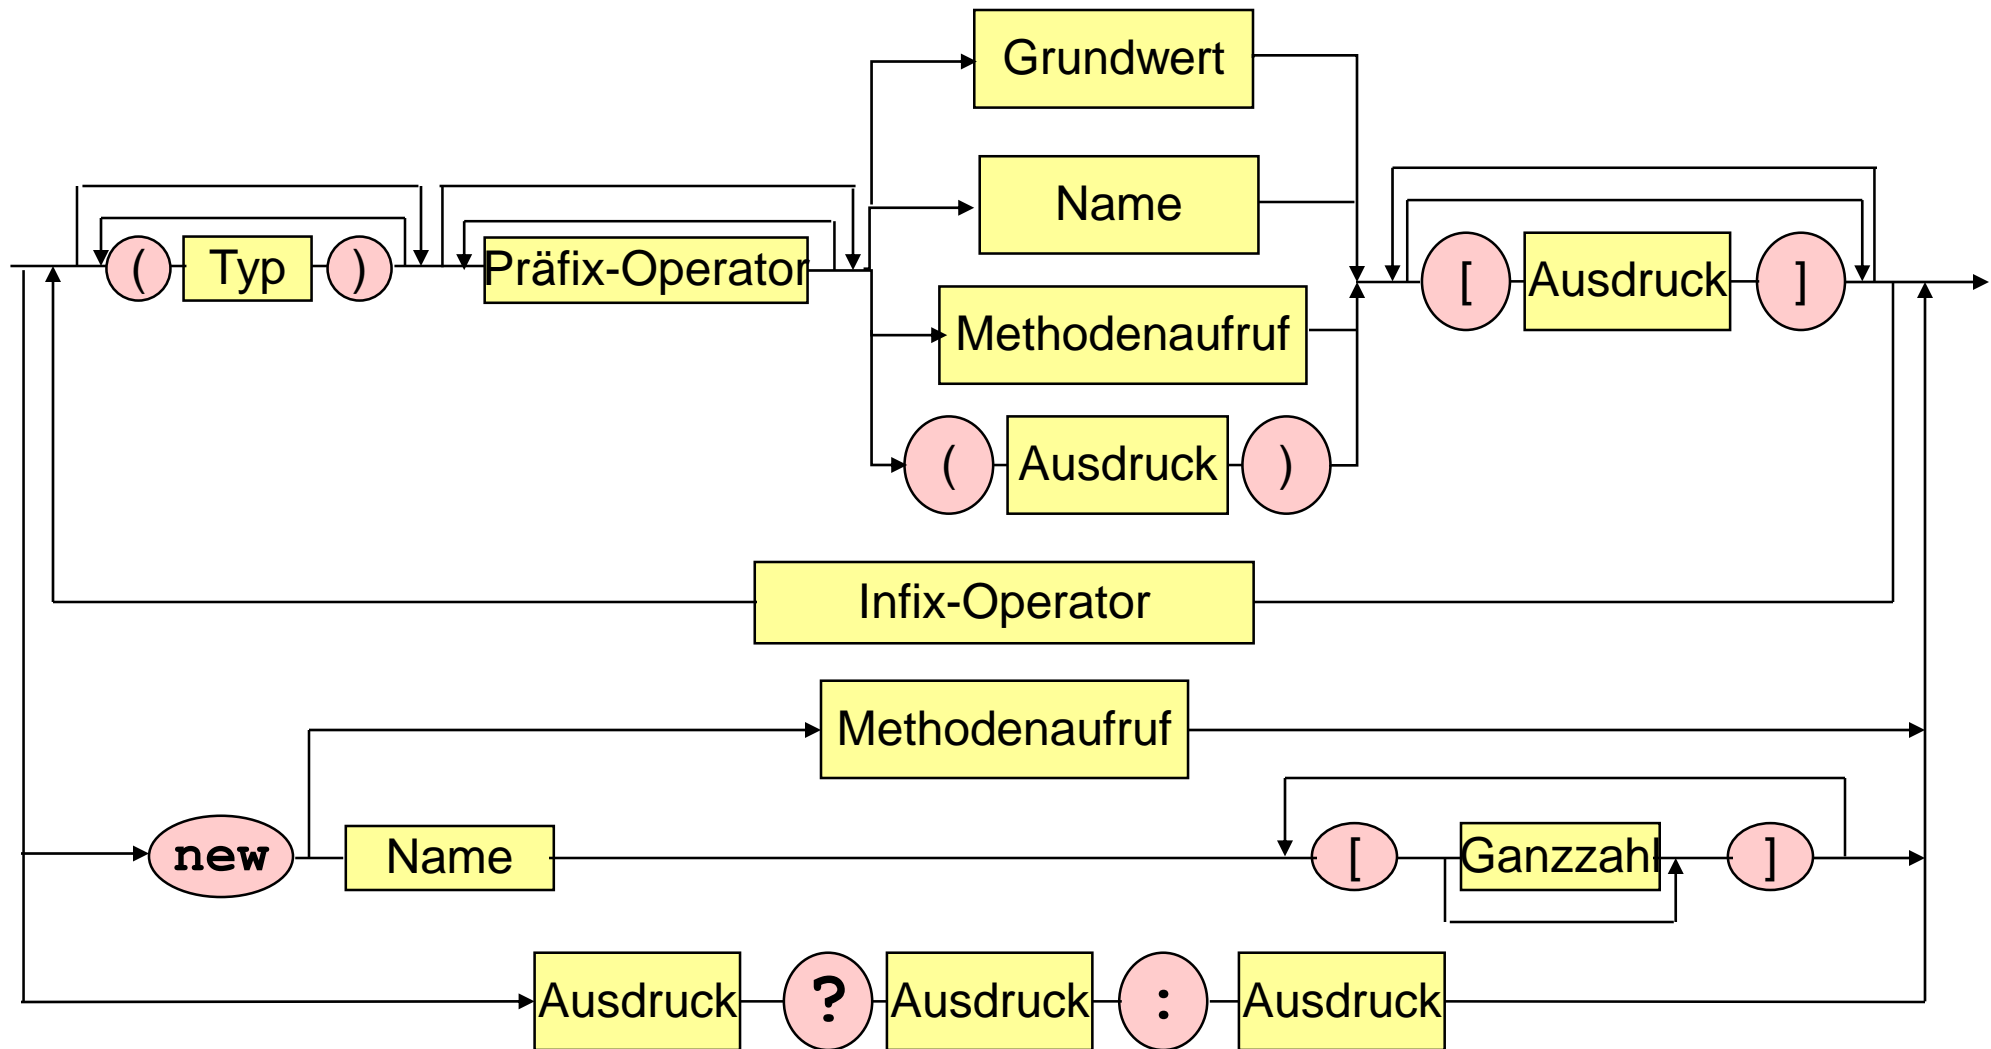 Grundwert
Name
( Typ ) Präfix-Operator [ Ausdruck ]
Methodenaufruf
( Ausdruck )
Infix-Operator
Methodenaufruf
new Name [ Ganzzahl ]
Ausdruck ? Ausdruck : Ausdruck